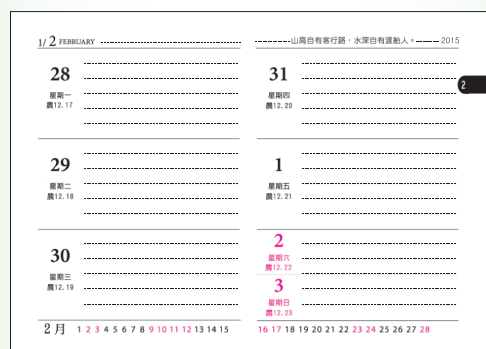 1/2 FEBRUARY
28
星期一
農12.17
29
星期二
農12.18
30
星期三
農12.19
2月 1 2 3 4 5 6 7 8 9 10 11 12 13 14 15
山高自有客行路，水深自有渡船人。 2015
31
星期四
農12.20
1
星期五
農12.21
2
星期六
農12.22
3
星期日
農12.23
16 17 18 19 20 21 22 23 24 25 26 27 28
2